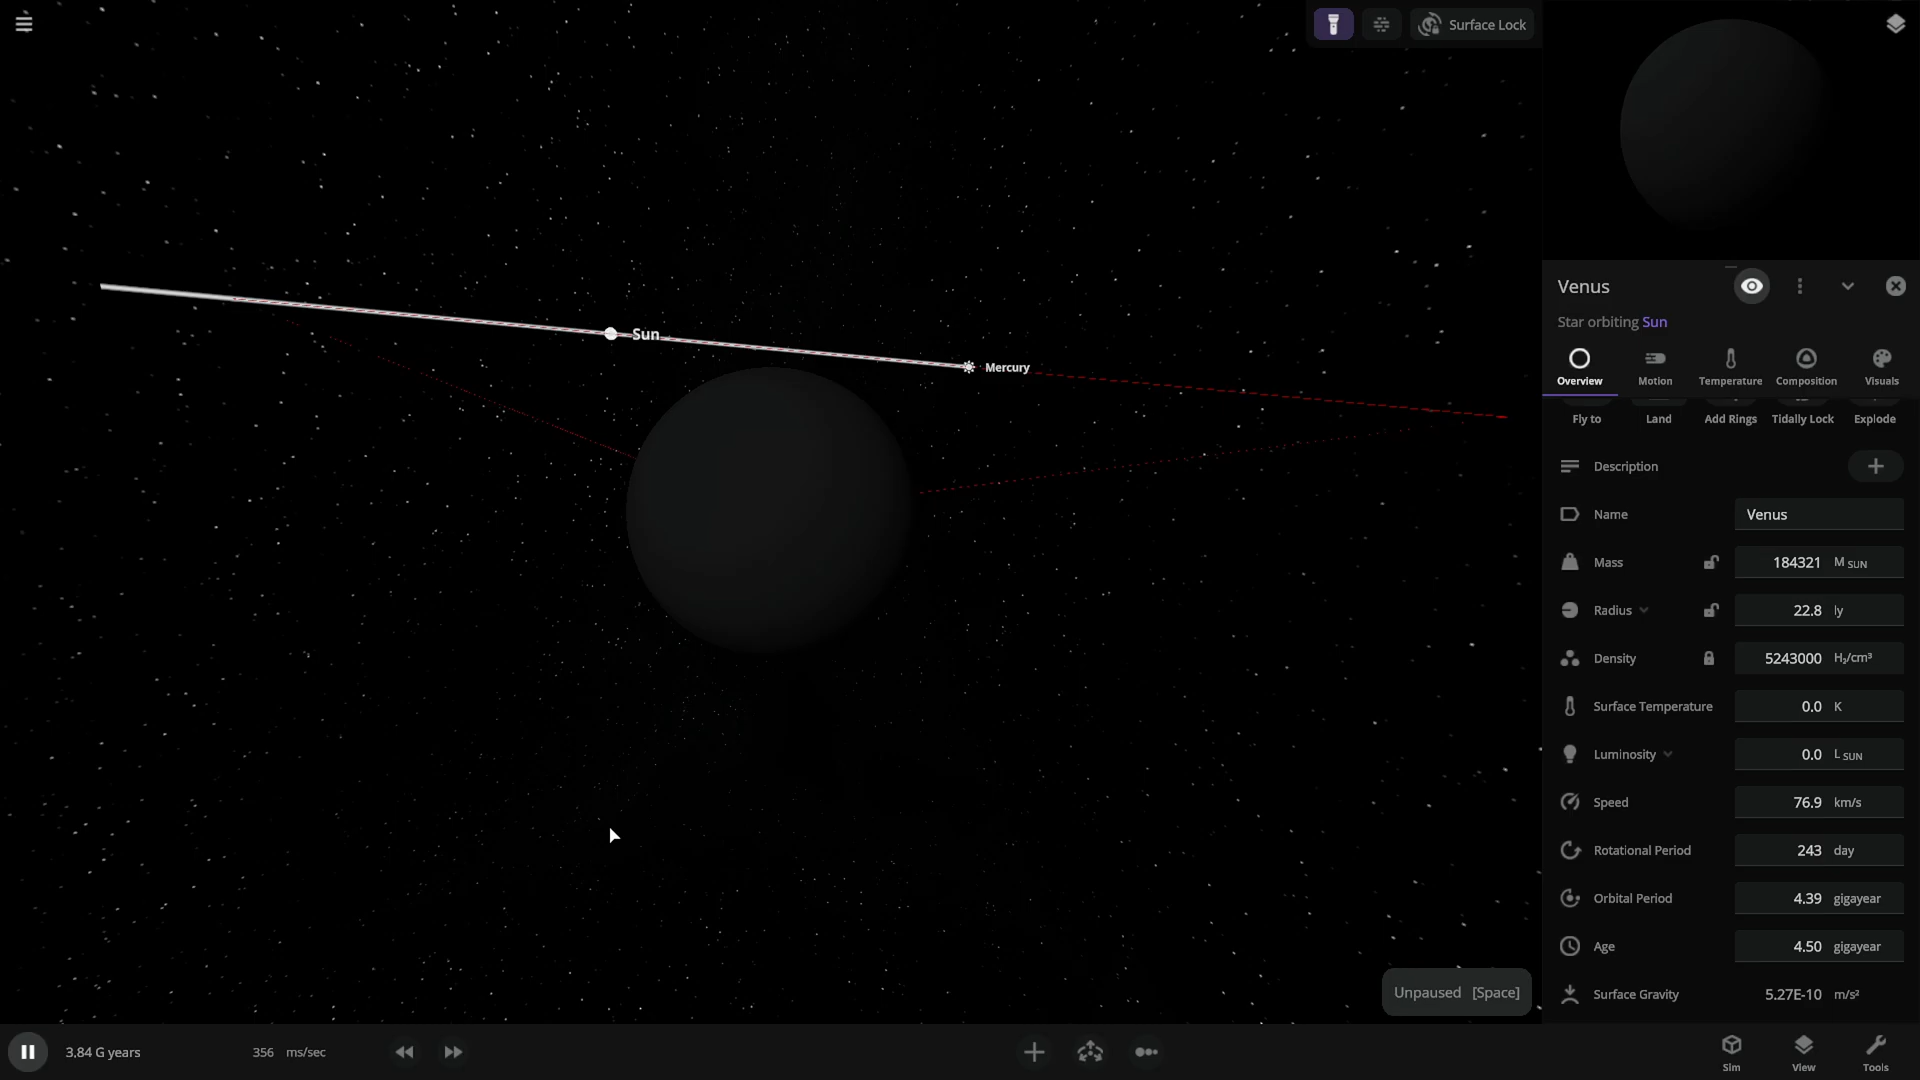 Surface Lock
Sun
Mercury
Venus
Star orbiting Sun
Overview Motion Temperature Composition Visuals
Fly to Land Add Rings Tidally Lock Explode
Description
Name Venus
Mass 184321 M SUN
Radius 22.8 ly
Density 5243000 H₂/cm³
Surface Temperature 0.0 K
Luminosity 0.0 L SUN
Speed 76.9 km/s
Rotational Period 243 day
Orbital Period 4.39 gigayear
Age 4.50 gigayear
Surface Gravity 5.27E-10 m/s²
Unpaused [Space]
3.84 G years 356 ms/sec
Sim View Tools